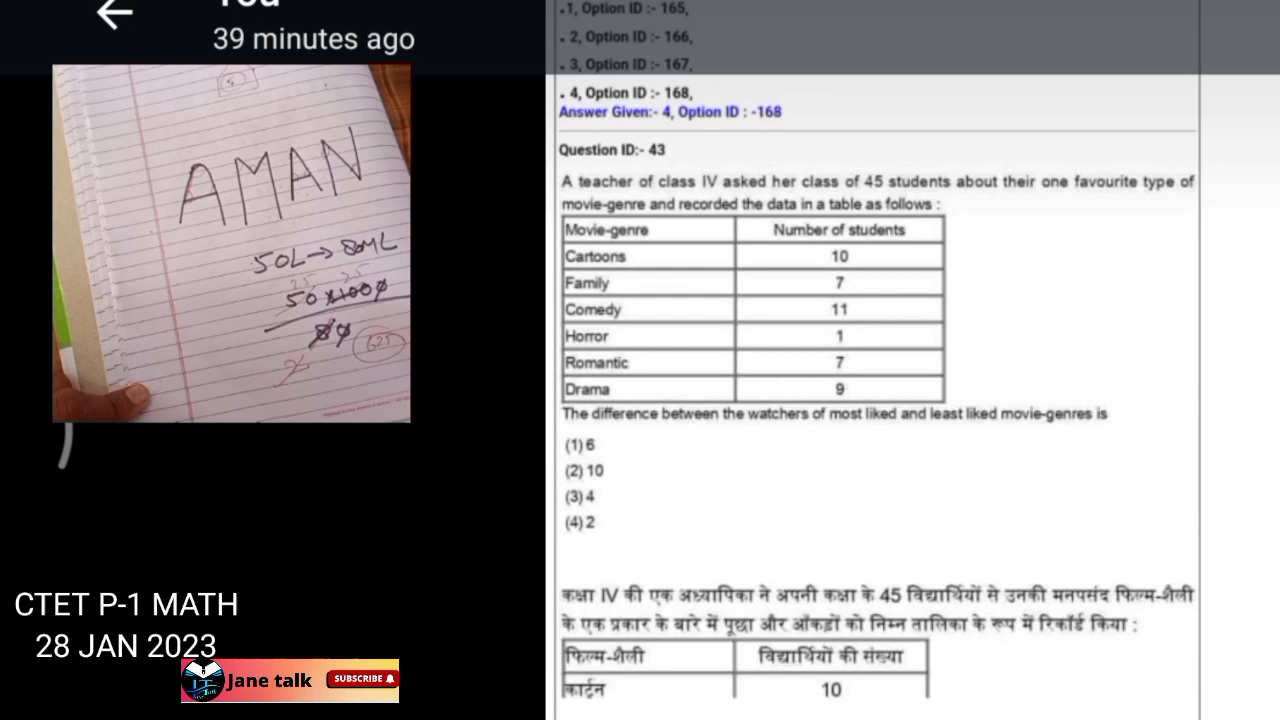 39 minutes ago
5
AMAN
50L→80ML
25 25
50×1000
80
625
2
CTET P-1 MATH
28 JAN 2023
Jane talk
SUBSCRIBE
.1, Option ID :- 165,
. 2, Option ID :- 166,
. 3, Option ID :- 167,
. 4, Option ID :- 168,
Answer Given:- 4, Option ID : -168
Question ID:- 43
A teacher of class IV asked her class of 45 students about their one favourite type of
movie-genre and recorded the data in a table as follows :
Movie-genre Number of students
Cartoons 10
Family 7
Comedy 11
Horror 1
Romantic 7
Drama 9
The difference between the watchers of most liked and least liked movie-genres is
(1) 6
(2) 10
(3) 4
(4) 2
कक्षा IV की एक अध्यापिका ने अपनी कक्षा के 45 विद्यार्थियों से उनकी मनपसंद फिल्म-शैली
के एक प्रकार के बारे में पूछा और आँकड़ों को निम्न तालिका के रूप में रिकॉर्ड किया :
फिल्म-शैली विद्यार्थियों की संख्या
कार्टून 10